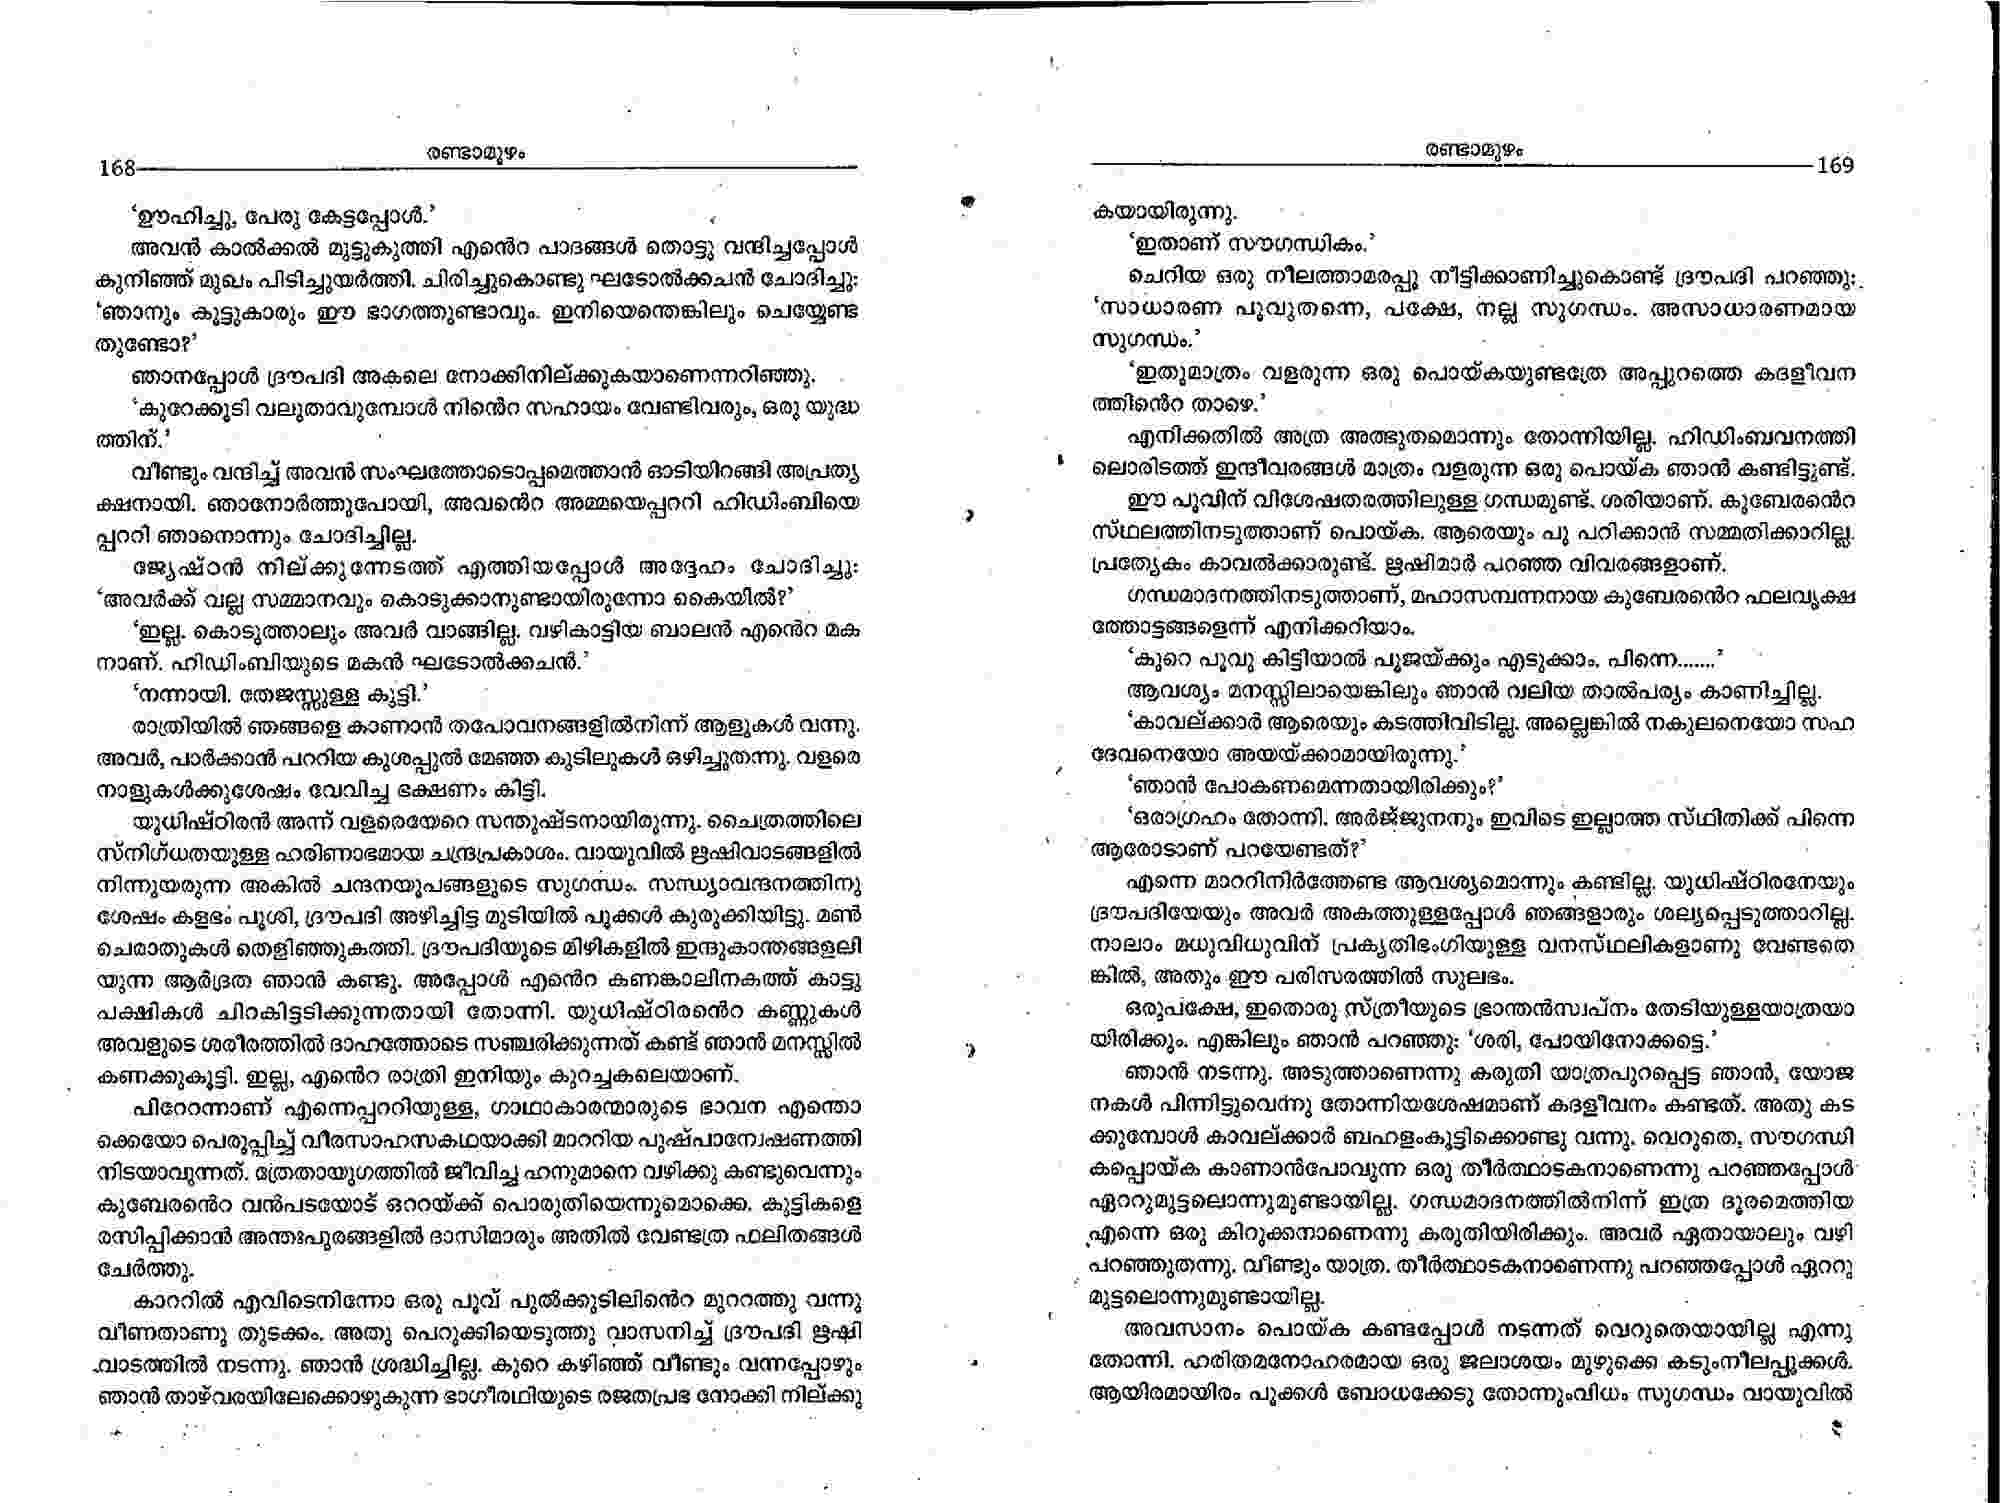 രണ്ടാമൂഴം
168
‘ഊഹിച്ചു, പേരു കേട്ടപ്പോൾ.’
അവൻ കാൽക്കൽ മുട്ടുകുത്തി എൻെറ പാദങ്ങൾ തൊട്ടു വന്ദിച്ചപ്പോൾ
കുനിഞ്ഞ് മുഖം പിടിച്ചുയർത്തി. ചിരിച്ചുകൊണ്ടു ഘടോൽക്കചൻ ചോദിച്ചു:
‘ഞാനും കൂട്ടുകാരും ഈ ഭാഗത്തുണ്ടാവും. ഇനിയെന്തെങ്കിലും ചെയ്യേണ്ട
തുണ്ടോ?’
ഞാനപ്പോൾ ദ്രൗപദി അകലെ നോക്കിനില്ക്കുകയാണെന്നറിഞ്ഞു.
‘കുറേക്കൂടി വലുതാവുമ്പോൾ നിൻെറ സഹായം വേണ്ടിവരും, ഒരു യുദ്ധ
ത്തിന്.’
വീണ്ടും വന്ദിച്ച് അവൻ സംഘത്തോടൊപ്പമെത്താൻ ഓടിയിറങ്ങി അപ്രത്യ
ക്ഷനായി. ഞാനോർത്തുപോയി, അവൻെറ അമ്മയെപ്പററി ഹിഡിംബിയെ
പ്പററി ഞാനൊന്നും ചോദിച്ചില്ല.
ജ്യേഷ്ഠൻ നില്ക്കുന്നേടത്ത് എത്തിയപ്പോൾ അദ്ദേഹം ചോദിച്ചു:
‘അവർക്ക് വല്ല സമ്മാനവും കൊടുക്കാനുണ്ടായിരുന്നോ കൈയിൽ?’
‘ഇല്ല. കൊടുത്താലും അവർ വാങ്ങില്ല. വഴികാട്ടിയ ബാലൻ എൻെറ മക
നാണ്. ഹിഡിംബിയുടെ മകൻ ഘടോൽക്കചൻ.’
‘നന്നായി. തേജസ്സുള്ള കുട്ടി.’
രാത്രിയിൽ ഞങ്ങളെ കാണാൻ തപോവനങ്ങളിൽനിന്ന് ആളുകൾ വന്നു.
അവർ, പാർക്കാൻ പററിയ കുശപ്പുൽ മേഞ്ഞ കുടിലുകൾ ഒഴിച്ചുതന്നു. വളരെ
നാളുകൾക്കുശേഷം വേവിച്ച ഭക്ഷണം കിട്ടി.
യുധിഷ്ഠിരൻ അന്ന് വളരെയേറെ സന്തുഷ്ടനായിരുന്നു. ചൈത്രത്തിലെ
സ്നിഗ്ധതയുള്ള ഹരിണാഭമായ ചന്ദ്രപ്രകാശം. വായുവിൽ ഋഷിവാടങ്ങളിൽ
നിന്നുയരുന്ന അകിൽ ചന്ദനയൂപങ്ങളുടെ സുഗന്ധം. സന്ധ്യാവന്ദനത്തിനു
ശേഷം കളഭം പൂശി, ദ്രൗപദി അഴിച്ചിട്ട മുടിയിൽ പൂക്കൾ കുരുക്കിയിട്ടു. മൺ
ചെരാതുകൾ തെളിഞ്ഞുകത്തി. ദ്രൗപദിയുടെ മിഴികളിൽ ഇന്ദുകാന്തങ്ങളലി
യുന്ന ആർദ്രത ഞാൻ കണ്ടു. അപ്പോൾ എൻെറ കണങ്കാലിനകത്ത് കാട്ടു
പക്ഷികൾ ചിറകിട്ടടിക്കുന്നതായി തോന്നി. യുധിഷ്ഠിരൻെറ കണ്ണുകൾ
അവളുടെ ശരീരത്തിൽ ദാഹത്തോടെ സഞ്ചരിക്കുന്നത് കണ്ട് ഞാൻ മനസ്സിൽ
കണക്കുകൂട്ടി. ഇല്ല, എൻെറ രാത്രി ഇനിയും കുറച്ചകലെയാണ്.
പിറേറന്നാണ് എന്നെപ്പററിയുള്ള, ഗാഥാകാരന്മാരുടെ ഭാവന എന്തൊ
ക്കെയോ പെരുപ്പിച്ച് വീരസാഹസകഥയാക്കി മാററിയ പുഷ്പാന്വേഷണത്തി
നിടയാവുന്നത്. ത്രേതായുഗത്തിൽ ജീവിച്ച ഹനുമാനെ വഴിക്കു കണ്ടുവെന്നും
കുബേരൻെറ വൻപടയോട് ഒററയ്ക്ക് പൊരുതിയെന്നുമൊക്കെ. കുട്ടികളെ
രസിപ്പിക്കാൻ അന്തഃപുരങ്ങളിൽ ദാസിമാരും അതിൽ വേണ്ടത്ര ഫലിതങ്ങൾ
ചേർത്തു.
കാററിൽ എവിടെനിന്നോ ഒരു പൂവ് പുൽക്കുടിലിൻെറ മുററത്തു വന്നു
വീണതാണു തുടക്കം. അതു പെറുക്കിയെടുത്തു വാസനിച്ച് ദ്രൗപദി ഋഷി
വാടത്തിൽ നടന്നു. ഞാൻ ശ്രദ്ധിച്ചില്ല. കുറെ കഴിഞ്ഞ് വീണ്ടും വന്നപ്പോഴും
ഞാൻ താഴ്‌വരയിലേക്കൊഴുകുന്ന ഭാഗീരഥിയുടെ രജതപ്രഭ നോക്കി നില്ക്കു
രണ്ടാമൂഴം
169
കയായിരുന്നു.
‘ഇതാണ് സൗഗന്ധികം.’
ചെറിയ ഒരു നീലത്താമരപ്പൂ നീട്ടിക്കാണിച്ചുകൊണ്ട് ദ്രൗപദി പറഞ്ഞു:
‘സാധാരണ പൂവുതന്നെ, പക്ഷേ, നല്ല സുഗന്ധം. അസാധാരണമായ
സുഗന്ധം.’
‘ഇതുമാത്രം വളരുന്ന ഒരു പൊയ്കയുണ്ടത്രേ അപ്പുറത്തെ കദളീവന
ത്തിൻെറ താഴെ.’
എനിക്കതിൽ അത്ര അത്ഭുതമൊന്നും തോന്നിയില്ല. ഹിഡിംബവനത്തി
ലൊരിടത്ത് ഇന്ദീവരങ്ങൾ മാത്രം വളരുന്ന ഒരു പൊയ്ക ഞാൻ കണ്ടിട്ടുണ്ട്.
ഈ പൂവിന് വിശേഷതരത്തിലുള്ള ഗന്ധമുണ്ട്. ശരിയാണ്. കുബേരൻെറ
സ്ഥലത്തിനടുത്താണ് പൊയ്ക. ആരെയും പൂ പറിക്കാൻ സമ്മതിക്കാറില്ല.
പ്രത്യേകം കാവൽക്കാരുണ്ട്. ഋഷിമാർ പറഞ്ഞ വിവരങ്ങളാണ്.
ഗന്ധമാദനത്തിനടുത്താണ്, മഹാസമ്പന്നനായ കുബേരൻെറ ഫലവൃക്ഷ
ത്തോട്ടങ്ങളെന്ന് എനിക്കറിയാം.
‘കുറെ പൂവു കിട്ടിയാൽ പൂജയ്ക്കും എടുക്കാം. പിന്നെ.......’
ആവശ്യം മനസ്സിലായെങ്കിലും ഞാൻ വലിയ താൽപര്യം കാണിച്ചില്ല.
‘കാവല്ക്കാർ ആരെയും കടത്തിവിടില്ല. അല്ലെങ്കിൽ നകുലനെയോ സഹ
ദേവനെയോ അയയ്ക്കാമായിരുന്നു.’
‘ഞാൻ പോകണമെന്നതായിരിക്കും?’
‘ഒരാഗ്രഹം തോന്നി. അർജ്ജുനനും ഇവിടെ ഇല്ലാത്ത സ്ഥിതിക്ക് പിന്നെ
ആരോടാണ് പറയേണ്ടത്?’
എന്നെ മാററിനിർത്തേണ്ട ആവശ്യമൊന്നും കണ്ടില്ല. യുധിഷ്ഠിരനേയും
ദ്രൗപദിയേയും അവർ അകത്തുള്ളപ്പോൾ ഞങ്ങളാരും ശല്യപ്പെടുത്താറില്ല.
നാലാം മധുവിധുവിന് പ്രകൃതിഭംഗിയുള്ള വനസ്ഥലികളാണു വേണ്ടതെ
ങ്കിൽ, അതും ഈ പരിസരത്തിൽ സുലഭം.
ഒരുപക്ഷേ, ഇതൊരു സ്ത്രീയുടെ ഭ്രാന്തൻസ്വപ്നം തേടിയുള്ളയാത്രയാ
യിരിക്കും. എങ്കിലും ഞാൻ പറഞ്ഞു: ‘ശരി, പോയിനോക്കട്ടെ.’
ഞാൻ നടന്നു. അടുത്താണെന്നു കരുതി യാത്രപുറപ്പെട്ട ഞാൻ, യോജ
നകൾ പിന്നിട്ടുവെന്നു തോന്നിയശേഷമാണ് കദളീവനം കണ്ടത്. അതു കട
ക്കുമ്പോൾ കാവല്ക്കാർ ബഹളംകൂട്ടിക്കൊണ്ടു വന്നു. വെറുതെ, സൗഗന്ധി
കപ്പൊയ്ക കാണാൻപോവുന്ന ഒരു തീർത്ഥാടകനാണെന്നു പറഞ്ഞപ്പോൾ
ഏററുമുട്ടലൊന്നുമുണ്ടായില്ല. ഗന്ധമാദനത്തിൽനിന്ന് ഇത്ര ദൂരമെത്തിയ
എന്നെ ഒരു കിറുക്കനാണെന്നു കരുതിയിരിക്കും. അവർ ഏതായാലും വഴി
പറഞ്ഞുതന്നു. വീണ്ടും യാത്ര. തീർത്ഥാടകനാണെന്നു പറഞ്ഞപ്പോൾ ഏററു
മുട്ടലൊന്നുമുണ്ടായില്ല.
അവസാനം പൊയ്ക കണ്ടപ്പോൾ നടന്നത് വെറുതെയായില്ല എന്നു
തോന്നി. ഹരിതമനോഹരമായ ഒരു ജലാശയം മുഴുക്കെ കടുംനീലപ്പൂക്കൾ.
ആയിരമായിരം പൂക്കൾ ബോധക്കേടു തോന്നുംവിധം സുഗന്ധം വായുവിൽ